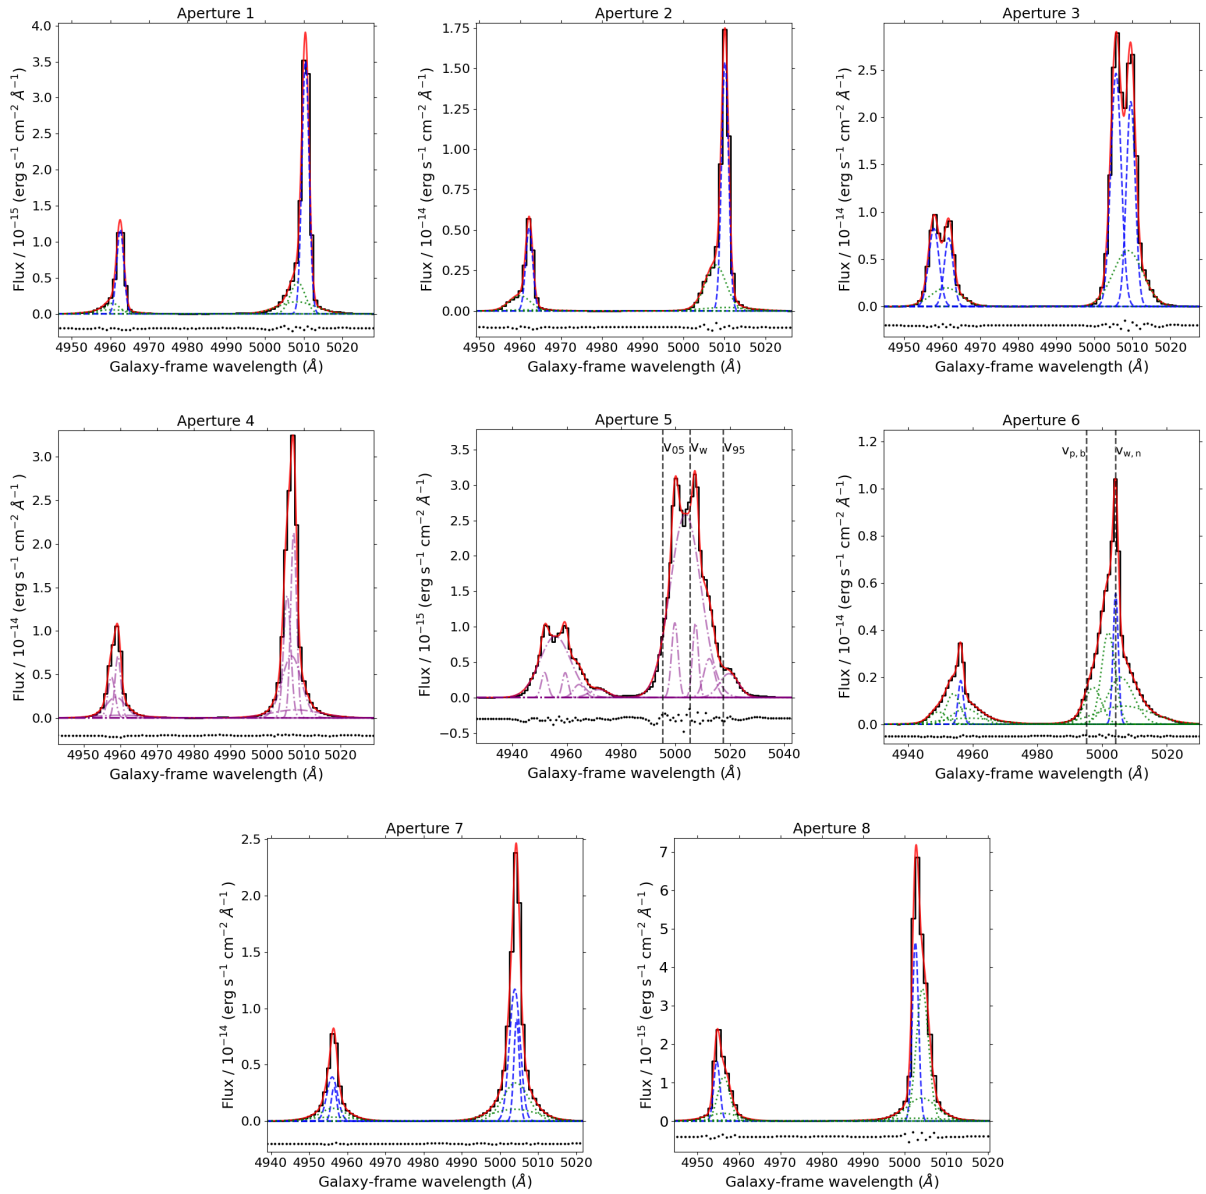 Aperture 1
Flux / 10⁻¹⁵ (erg s⁻¹ cm⁻² Å⁻¹)
4.0
3.5
3.0
2.5
2.0
1.5
1.0
0.5
0.0
4950 4960 4970 4980 4990 5000 5010 5020
Galaxy-frame wavelength (Å)
Aperture 2
Flux / 10⁻¹⁴ (erg s⁻¹ cm⁻² Å⁻¹)
1.75
1.50
1.25
1.00
0.75
0.50
0.25
0.00
4950 4960 4970 4980 4990 5000 5010 5020
Galaxy-frame wavelength (Å)
Aperture 3
Flux / 10⁻¹⁴ (erg s⁻¹ cm⁻² Å⁻¹)
2.5
2.0
1.5
1.0
0.5
0.0
4950 4960 4970 4980 4990 5000 5010 5020
Galaxy-frame wavelength (Å)
Aperture 4
Flux / 10⁻¹⁴ (erg s⁻¹ cm⁻² Å⁻¹)
3.0
2.5
2.0
1.5
1.0
0.5
0.0
4950 4960 4970 4980 4990 5000 5010 5020
Galaxy-frame wavelength (Å)
Aperture 5
Flux / 10⁻¹⁵ (erg s⁻¹ cm⁻² Å⁻¹)
v₀₅ v_w v₉₅
3.5
3.0
2.5
2.0
1.5
1.0
0.5
0.0
−0.5
4940 4960 4980 5000 5020 5040
Galaxy-frame wavelength (Å)
Aperture 6
Flux / 10⁻¹⁴ (erg s⁻¹ cm⁻² Å⁻¹)
v_p,b v_w,n
1.2
1.0
0.8
0.6
0.4
0.2
0.0
4940 4960 4980 5000 5020
Galaxy-frame wavelength (Å)
Aperture 7
Flux / 10⁻¹⁴ (erg s⁻¹ cm⁻² Å⁻¹)
2.5
2.0
1.5
1.0
0.5
0.0
4940 4950 4960 4970 4980 4990 5000 5010 5020
Galaxy-frame wavelength (Å)
Aperture 8
Flux / 10⁻¹⁵ (erg s⁻¹ cm⁻² Å⁻¹)
7
6
5
4
3
2
1
0
4950 4960 4970 4980 4990 5000 5010 5020
Galaxy-frame wavelength (Å)